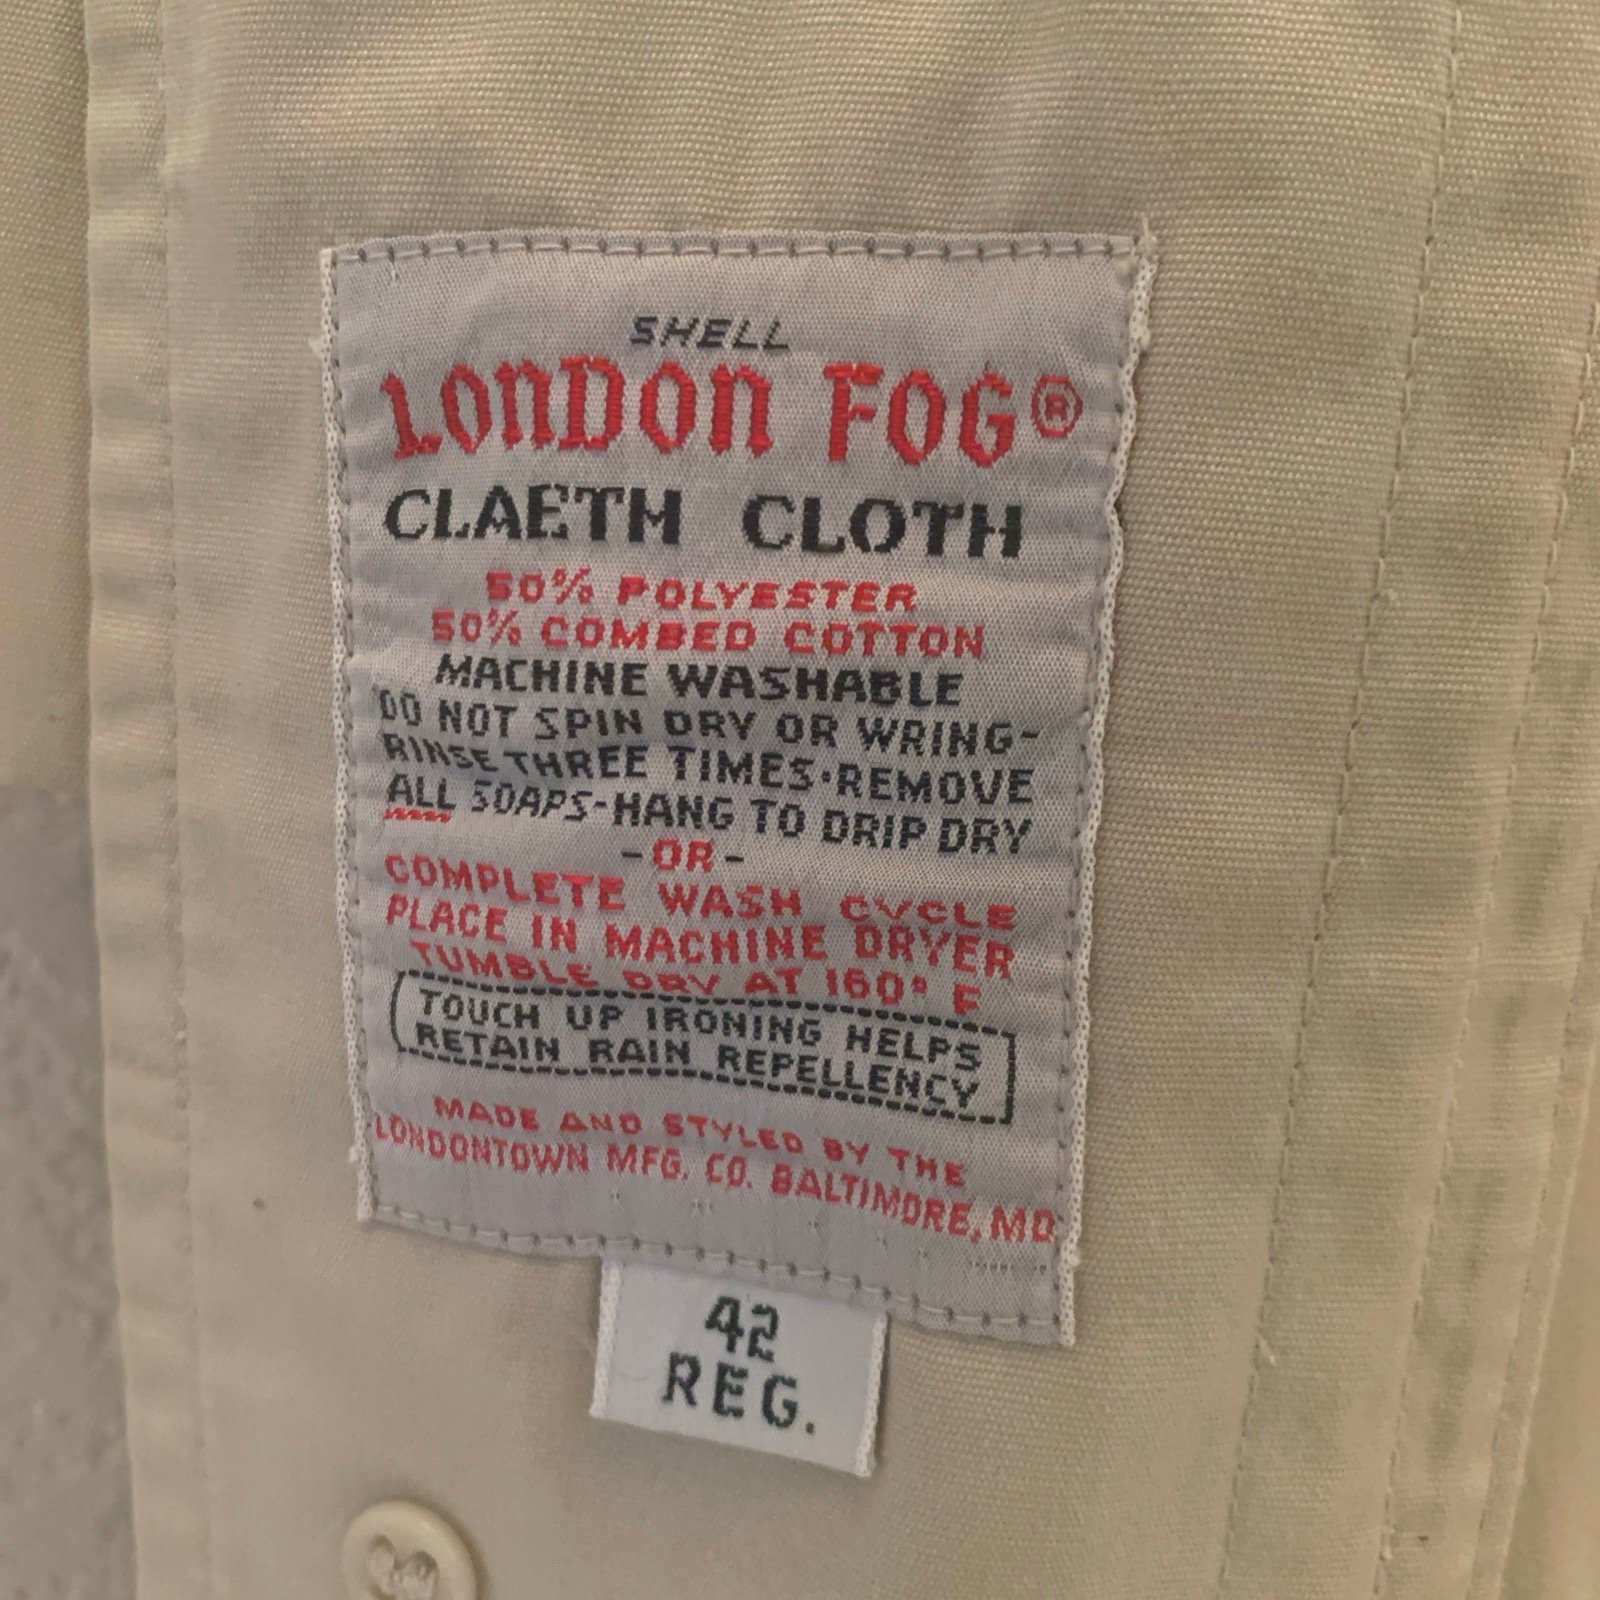 SHELL
LONDON FOG®
CLAETH CLOTH
50% POLYESTER
50% COMBED COTTON
MACHINE WASHABLE
DO NOT SPIN DRY OR WRING-
RINSE THREE TIMES·REMOVE
ALL SOAPS-HANG TO DRIP DRY
-OR-
COMPLETE WASH CYCLE
PLACE IN MACHINE DRYER
TUMBLE DRY AT 160° F
TOUCH UP IRONING HELPS
RETAIN RAIN REPELLENCY
MADE AND STYLED BY THE
LONDONTOWN MFG. CO. BALTIMORE, MD.
42
REG.